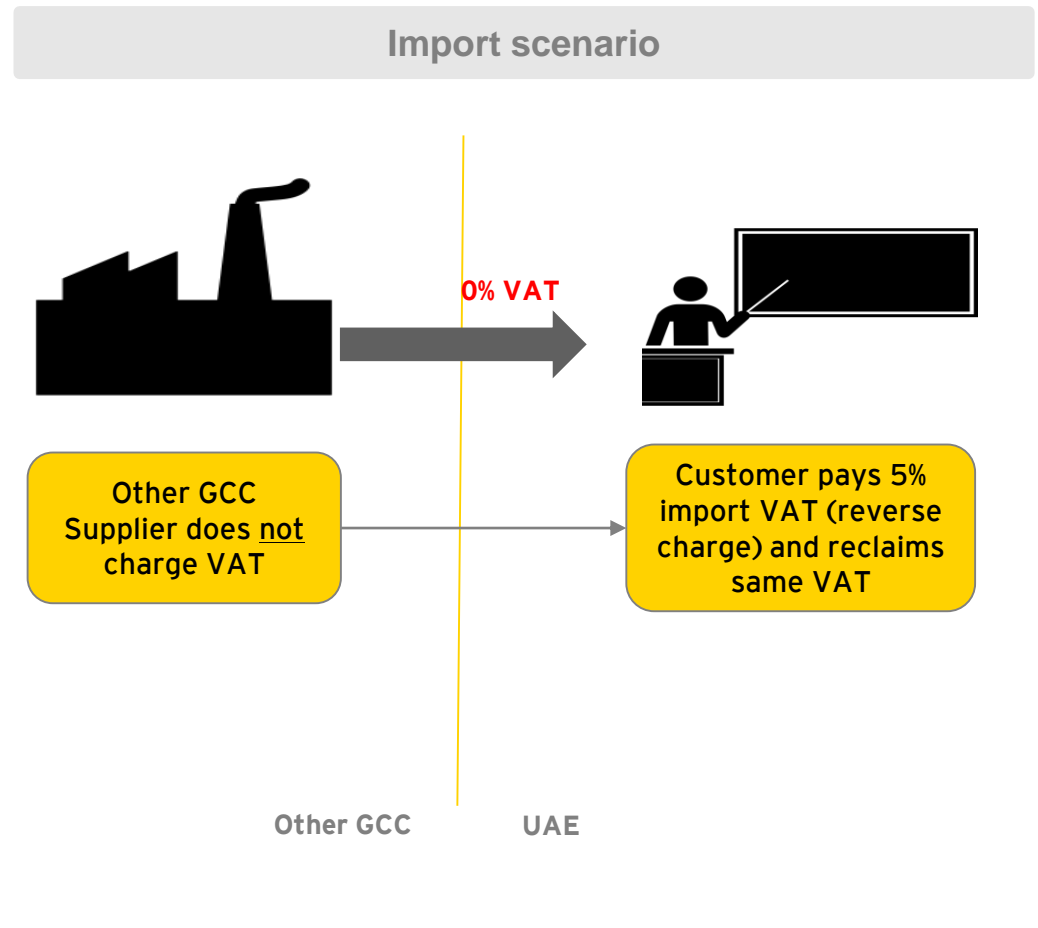 Import scenario
0% VAT
Other GCC
Supplier does not
charge VAT
Customer pays 5%
import VAT (reverse
charge) and reclaims
same VAT
Other GCC
UAE